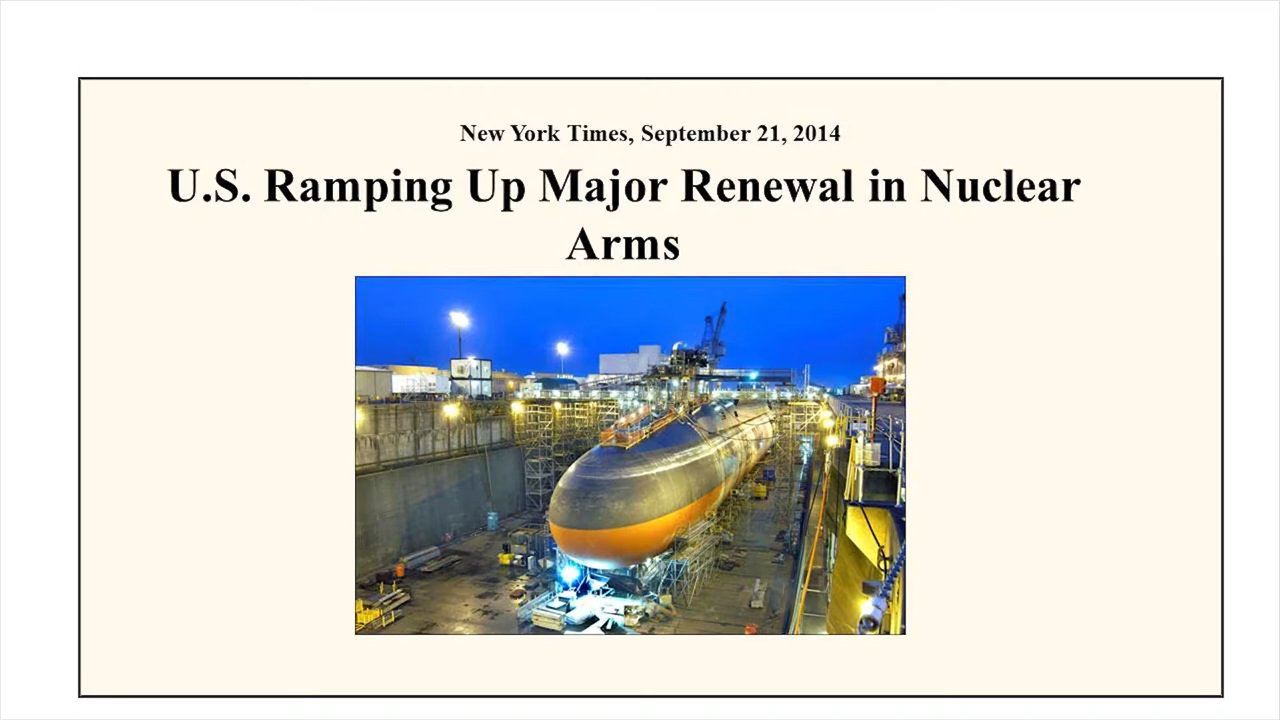 New York Times, September 21, 2014
U.S. Ramping Up Major Renewal in Nuclear
Arms